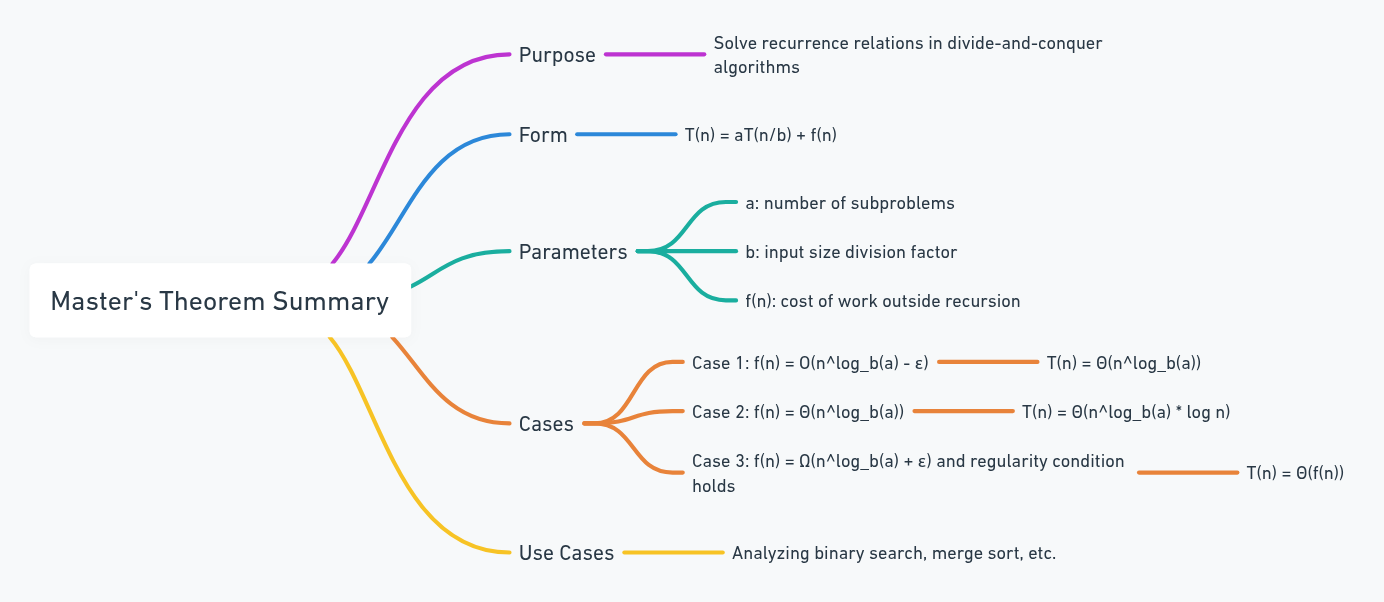 Master's Theorem Summary
Purpose
Solve recurrence relations in divide-and-conquer
algorithms
Form
T(n) = aT(n/b) + f(n)
Parameters
a: number of subproblems
b: input size division factor
f(n): cost of work outside recursion
Cases
Case 1: f(n) = O(n^log_b(a) - ε)
T(n) = Θ(n^log_b(a))
Case 2: f(n) = Θ(n^log_b(a))
T(n) = Θ(n^log_b(a) * log n)
Case 3: f(n) = Ω(n^log_b(a) + ε) and regularity condition
holds
T(n) = Θ(f(n))
Use Cases
Analyzing binary search, merge sort, etc.